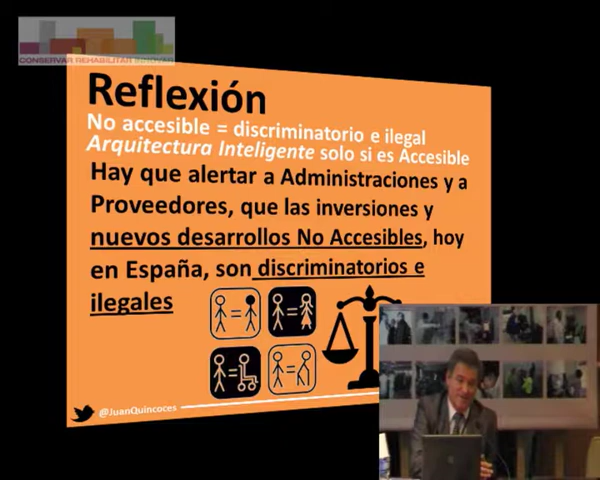 CONSERVAR REHABILITAR INNOVAR
Reflexión
No accesible = discriminatorio e ilegal
Arquitectura Inteligente solo si es Accesible
Hay que alertar a Administraciones y a
Proveedores, que las inversiones y
nuevos desarrollos No Accesibles, hoy
en España, son discriminatorios e
ilegales
@JuanQuincoces